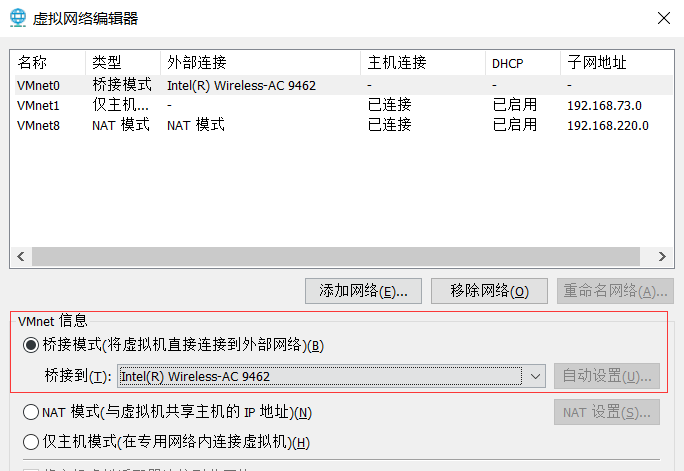 虚拟网络编辑器
名称 类型 外部连接 主机连接 DHCP 子网地址
VMnet0 桥接模式 Intel(R) Wireless-AC 9462 - - -
VMnet1 仅主机... - 已连接 已启用 192.168.73.0
VMnet8 NAT 模式 NAT 模式 已连接 已启用 192.168.220.0
添加网络(E)... 移除网络(O) 重命名网络(A)...
VMnet 信息
桥接模式(将虚拟机直接连接到外部网络)(B)
桥接到(T): Intel(R) Wireless-AC 9462 自动设置(U)...
NAT 模式(与虚拟机共享主机的 IP 地址)(N) NAT 设置(S)...
仅主机模式(在专用网络内连接虚拟机)(H)